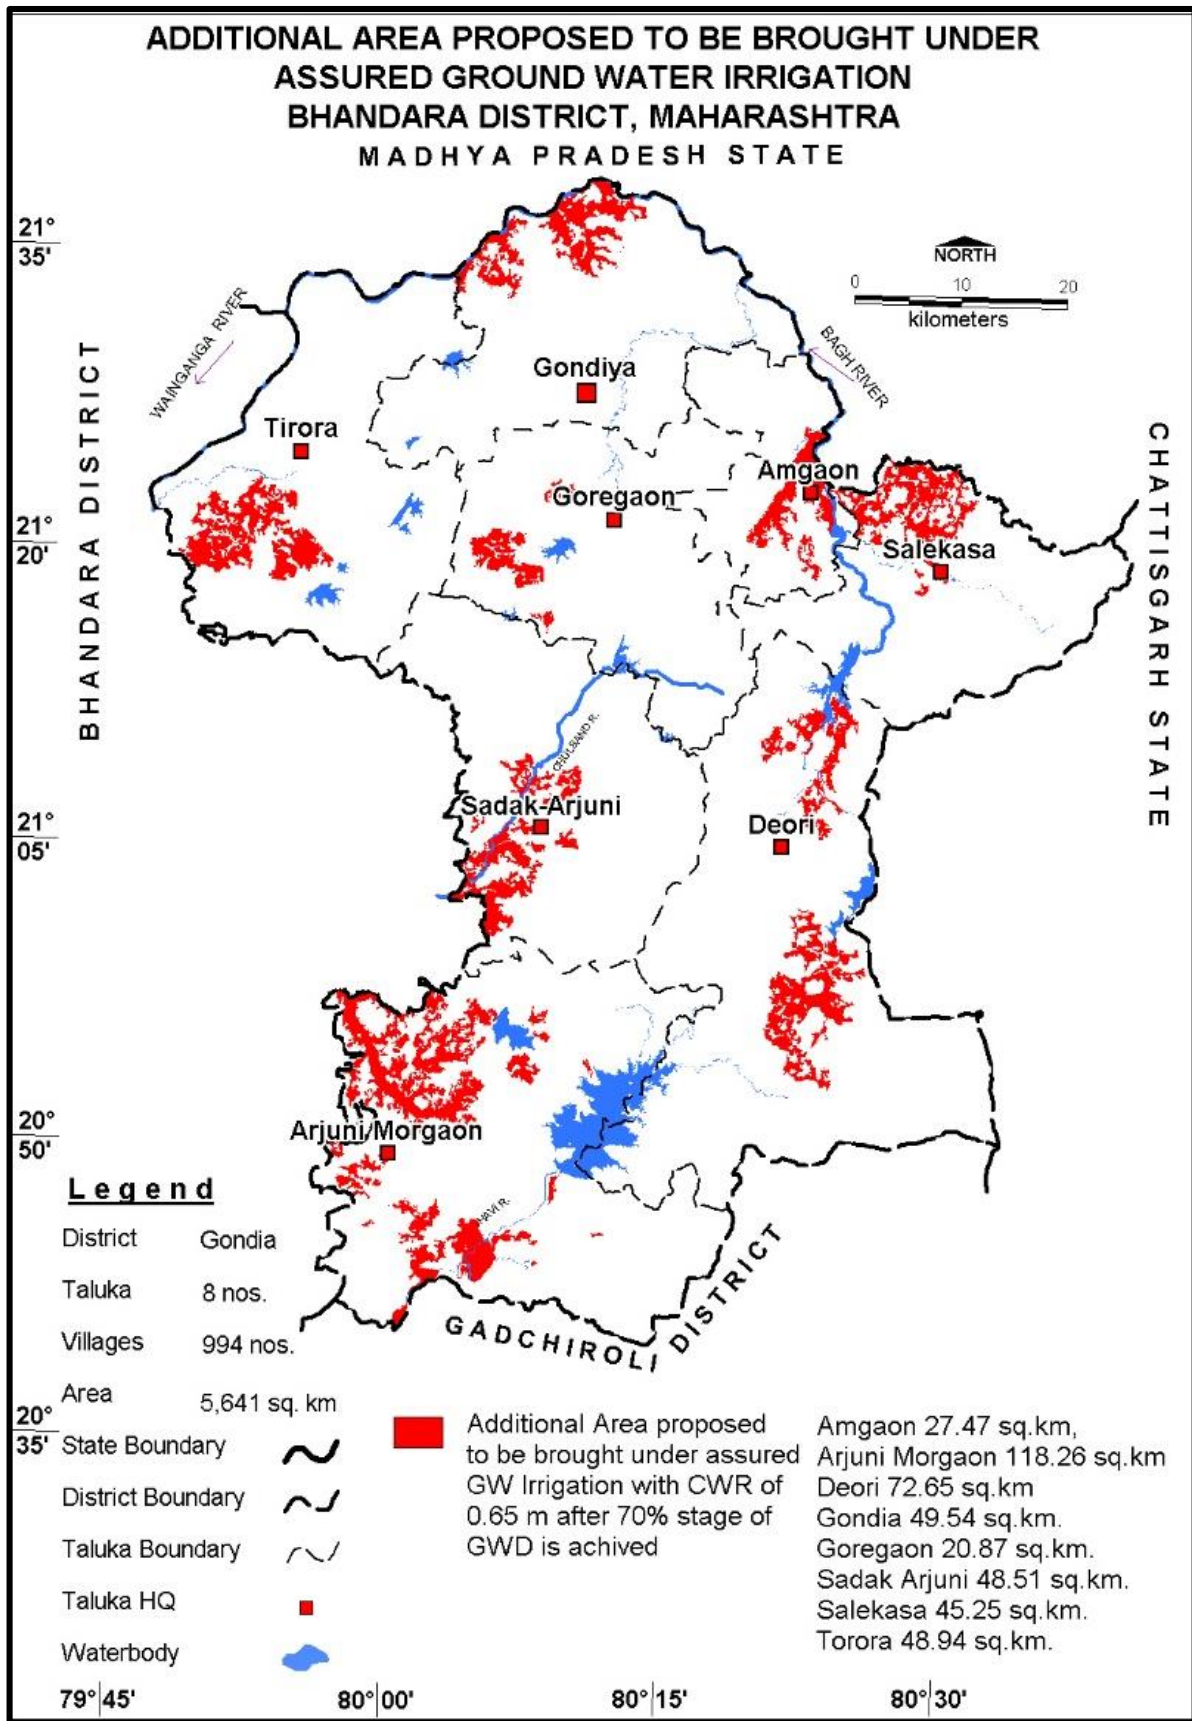 ADDITIONAL AREA PROPOSED TO BE BROUGHT UNDER
ASSURED GROUND WATER IRRIGATION
BHANDARA DISTRICT, MAHARASHTRA
MADHYA PRADESH STATE
21°
35'
NORTH
0 10 20
kilometers
WAINGANGA RIVER
BAGH RIVER
BHANDARA DISTRICT
CHATTISGARH STATE
Gondiya
Tirora
Amgaon
Goregaon
21°
20'
Salekasa
CHULBAND R.
Sadak-Arjuni
Deori
21°
05'
20°
50'
Arjuni/Morgaon
GADCHIROLI DISTRICT
Legend
District Gondia
Taluka 8 nos.
Villages 994 nos.
Area 5,641 sq. km
20°
35'
State Boundary
District Boundary
Taluka Boundary
Taluka HQ
Waterbody
Additional Area proposed
to be brought under assured
GW Irrigation with CWR of
0.65 m after 70% stage of
GWD is achived
Amgaon 27.47 sq.km,
Arjuni Morgaon 118.26 sq.km
Deori 72.65 sq.km
Gondia 49.54 sq.km.
Goregaon 20.87 sq.km.
Sadak Arjuni 48.51 sq.km.
Salekasa 45.25 sq.km.
Torora 48.94 sq.km.
79°45' 80°00' 80°15' 80°30'